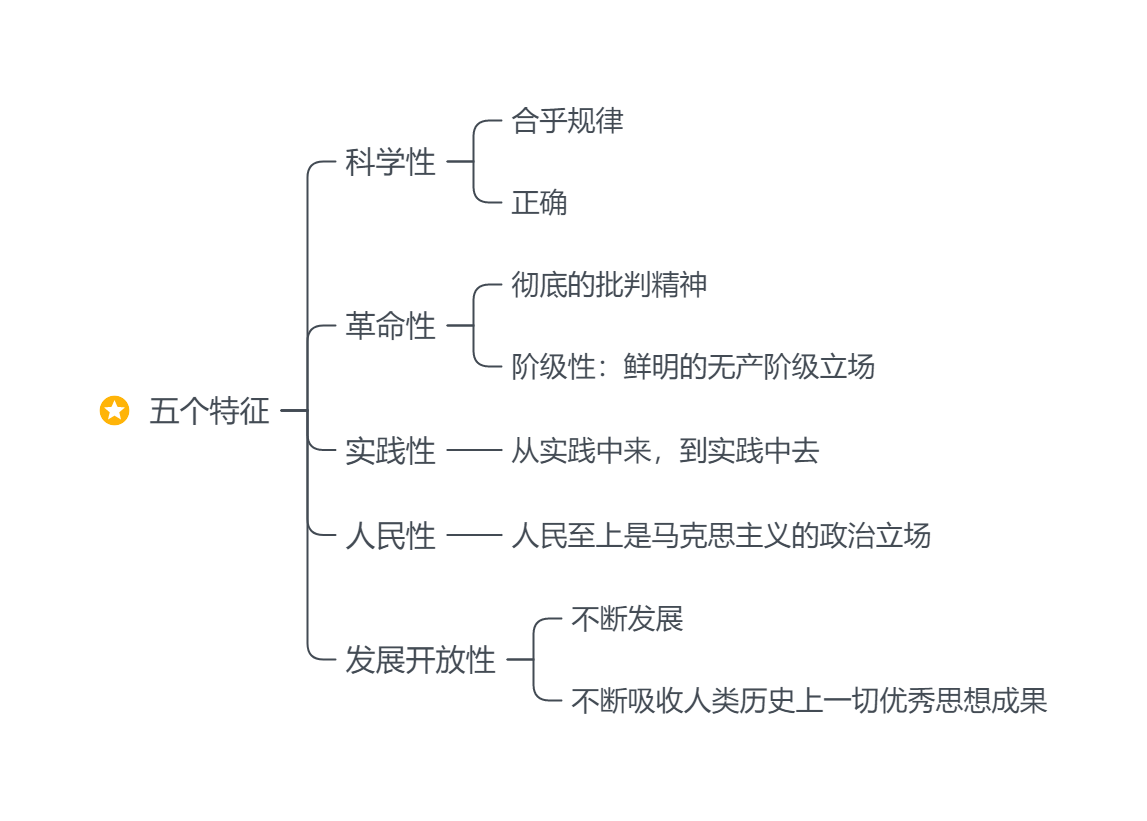 五个特征
科学性
合乎规律
正确
革命性
彻底的批判精神
阶级性：鲜明的无产阶级立场
实践性
从实践中来，到实践中去
人民性
人民至上是马克思主义的政治立场
发展开放性
不断发展
不断吸收人类历史上一切优秀思想成果